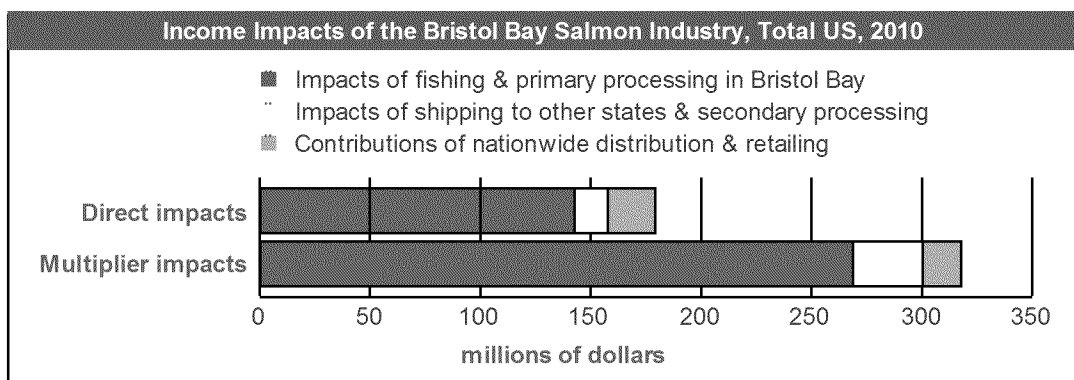 Income Impacts of the Bristol Bay Salmon Industry, Total US, 2010
Impacts of fishing & primary processing in Bristol Bay
Impacts of shipping to other states & secondary processing
Contributions of nationwide distribution & retailing
Direct impacts
Multiplier impacts
0 50 100 150 200 250 300 350
millions of dollars